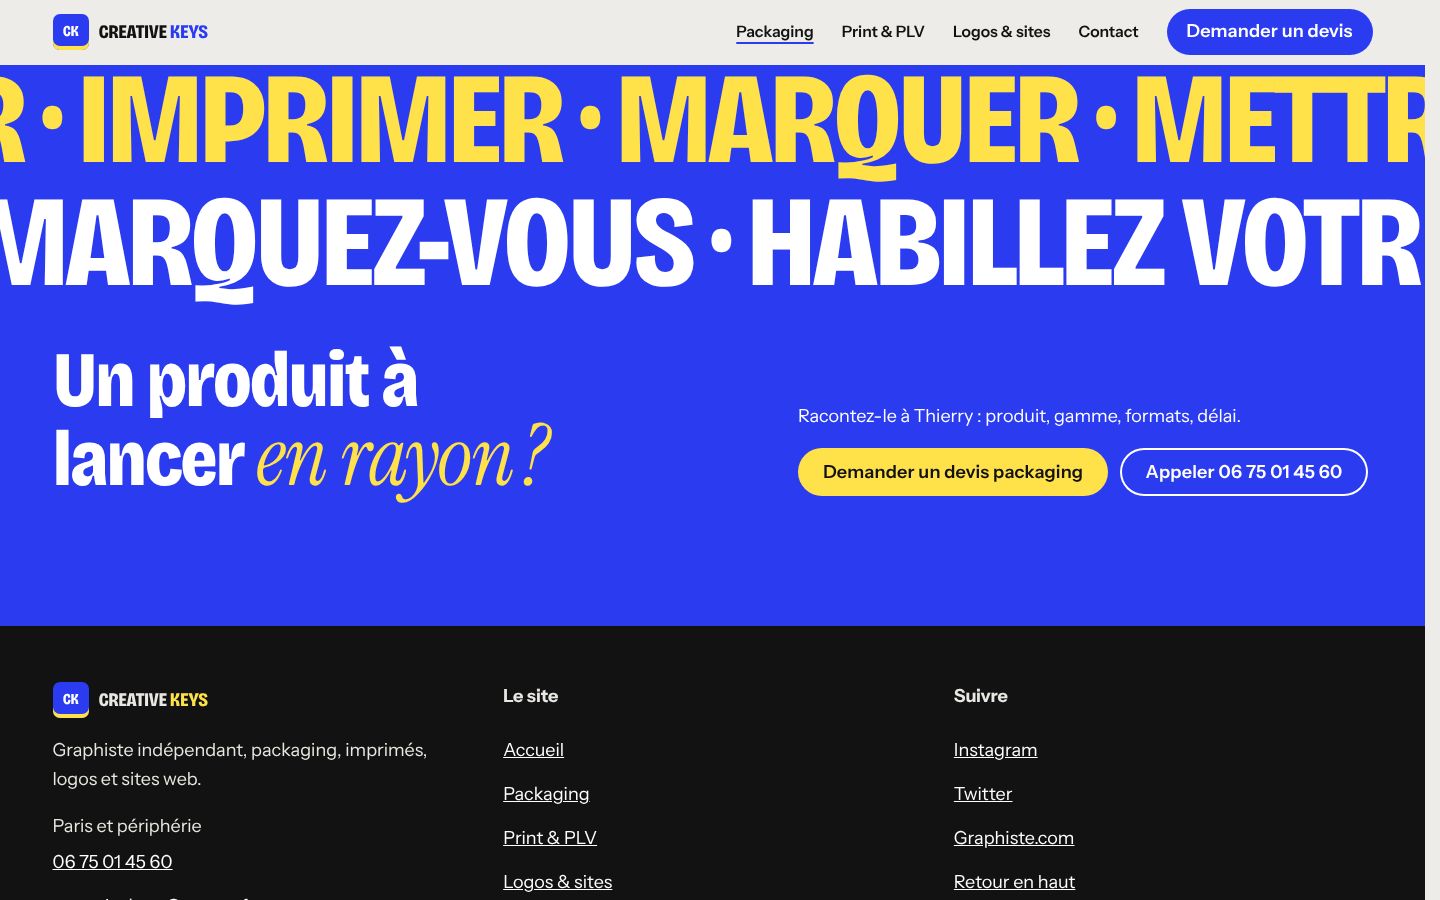 CK CREATIVE KEYS
Packaging Print & PLV Logos & sites Contact Demander un devis
R · IMPRIMER · MARQUER · METTR
MARQUEZ-VOUS · HABILLEZ VOTR
Un produit à
lancer en rayon ?
Racontez-le à Thierry : produit, gamme, formats, délai.
Demander un devis packaging Appeler 06 75 01 45 60
CK CREATIVE KEYS
Graphiste indépendant, packaging, imprimés,
logos et sites web.
Paris et périphérie
06 75 01 45 60
Le site
Accueil
Packaging
Print & PLV
Logos & sites
Suivre
Instagram
Twitter
Graphiste.com
Retour en haut